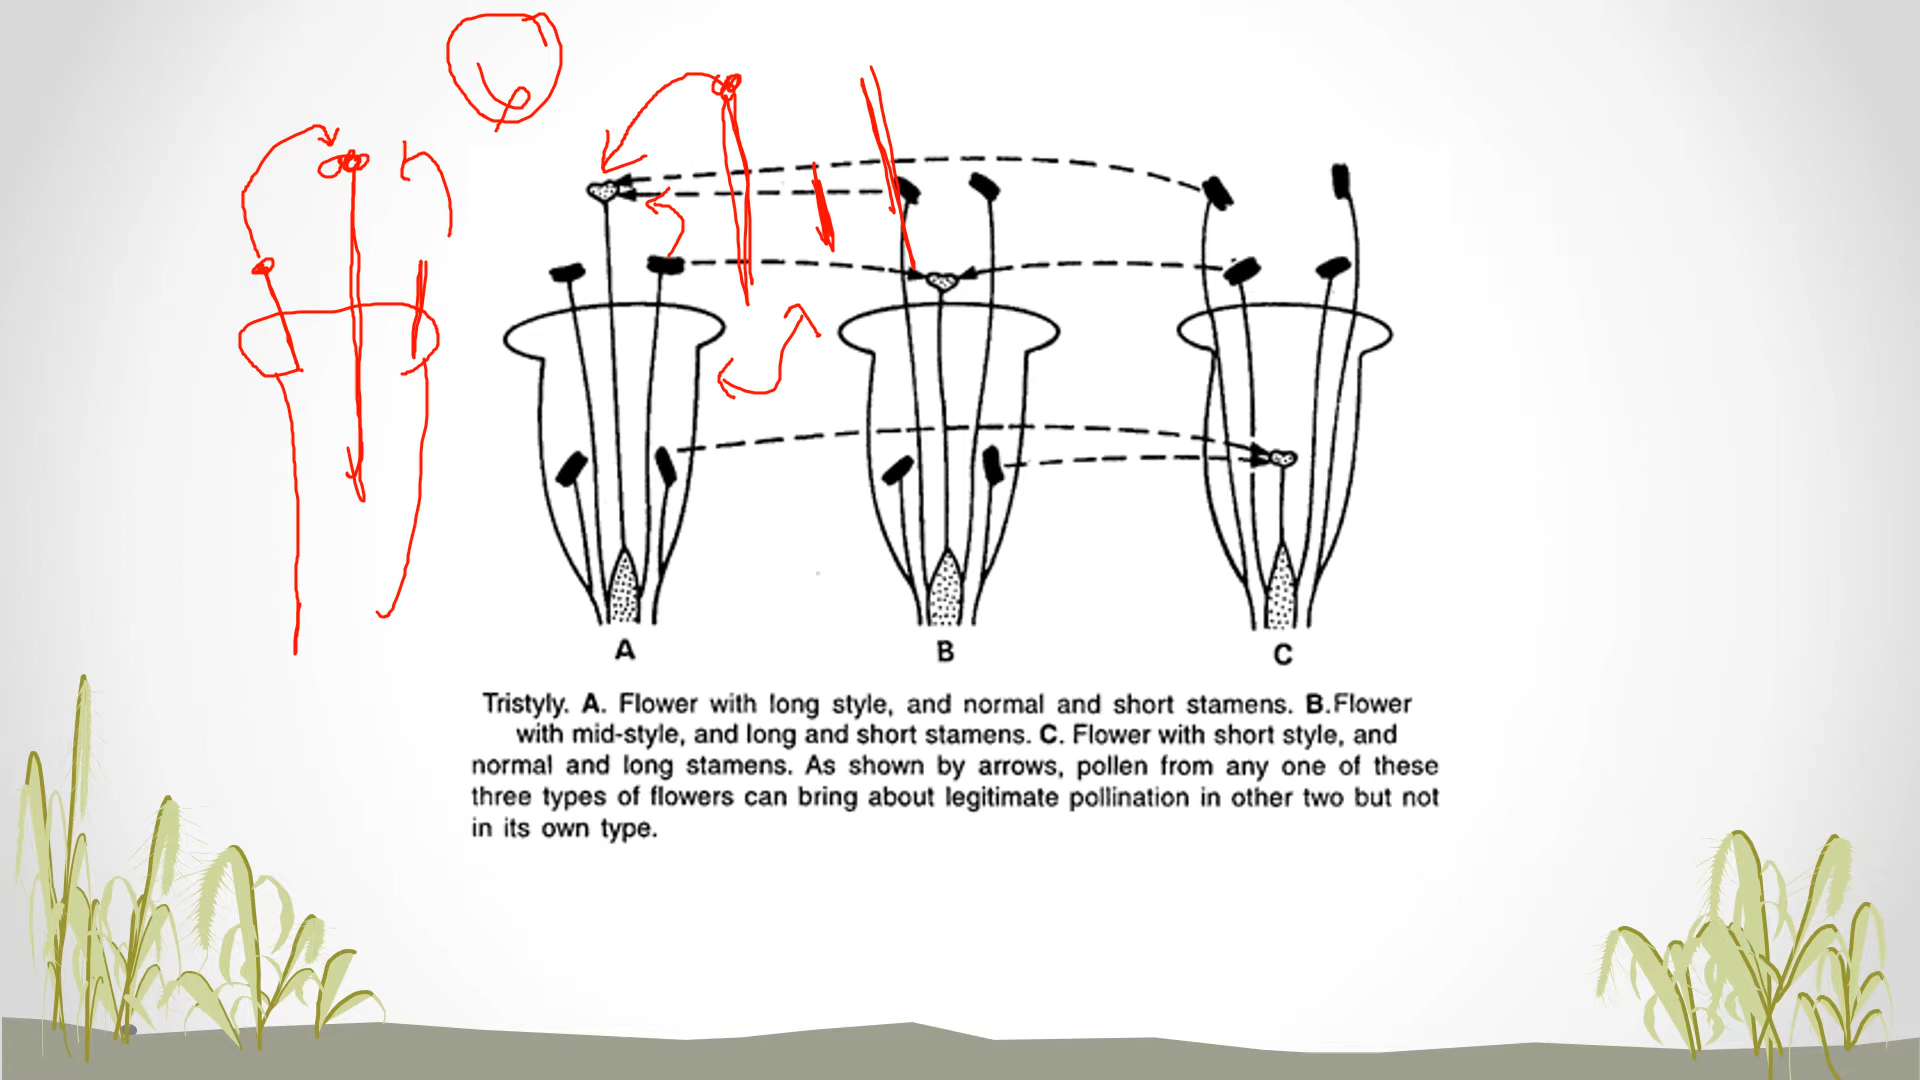 A
B
C
Tristyly. A. Flower with long style, and normal and short stamens. B.Flower
with mid-style, and long and short stamens. C. Flower with short style, and
normal and long stamens. As shown by arrows, pollen from any one of these
three types of flowers can bring about legitimate pollination in other two but not
in its own type.